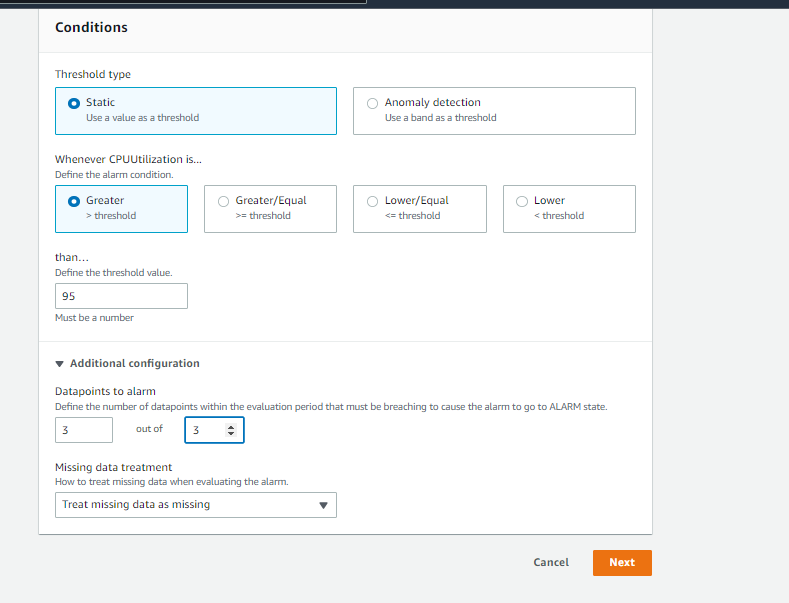 Conditions
Threshold type
Static
Use a value as a threshold
Anomaly detection
Use a band as a threshold
Whenever CPUUtilization is...
Define the alarm condition.
Greater
> threshold
Greater/Equal
>= threshold
Lower/Equal
<= threshold
Lower
< threshold
than...
Define the threshold value.
95
Must be a number
Additional configuration
Datapoints to alarm
Define the number of datapoints within the evaluation period that must be breaching to cause the alarm to go to ALARM state.
3 out of 3
Missing data treatment
How to treat missing data when evaluating the alarm.
Treat missing data as missing
Cancel Next